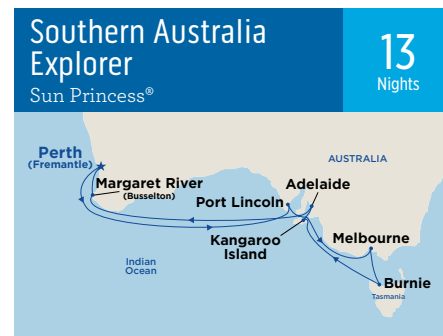 Southern Australia
Explorer
Sun Princess®
13
Nights
Perth
(Fremantle)
AUSTRALIA
Margaret River
(Busselton)
Port Lincoln
Adelaide
Kangaroo
Island
Melbourne
Indian
Ocean
Burnie
Tasmania